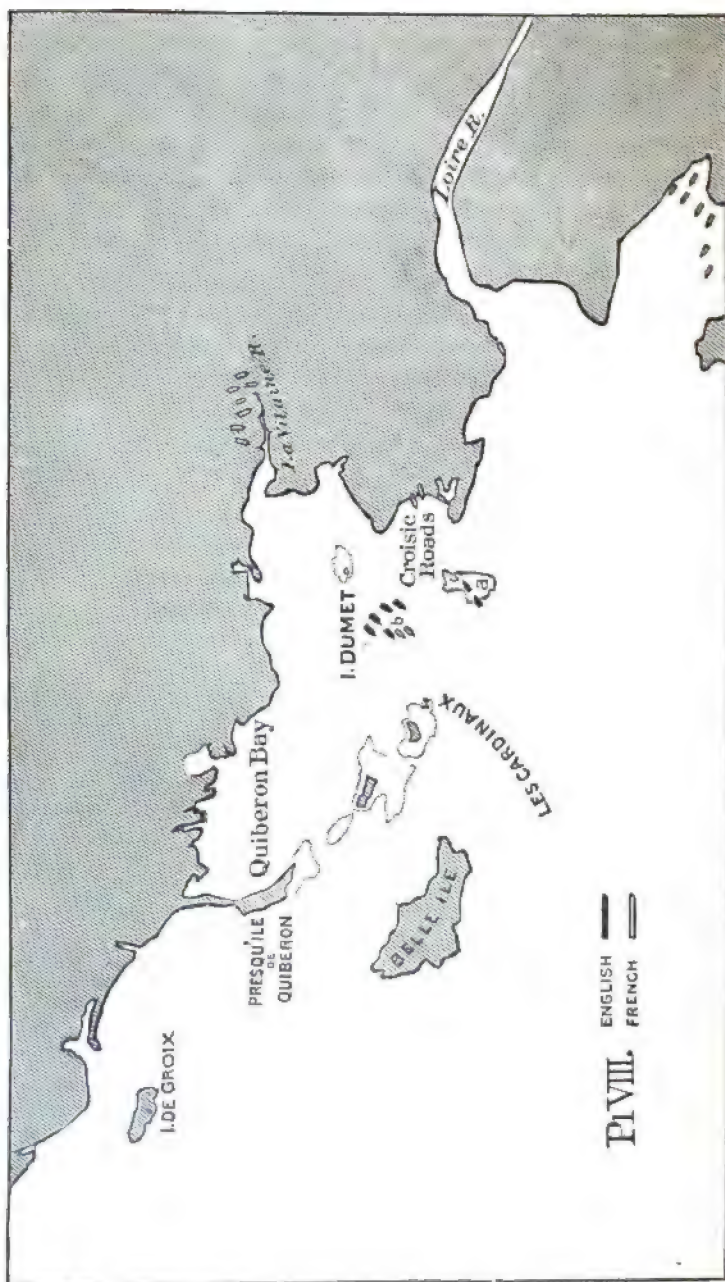 I. DE GROIX
PRESQU'ILE
DE
QUIBERON
Quiberon Bay
La Vilaine R.
I. DUMET
b
Croisic
Roads
a
Loire R.
BELLE ILE
LES CARDINAUX
Pl VIII.
ENGLISH
FRENCH